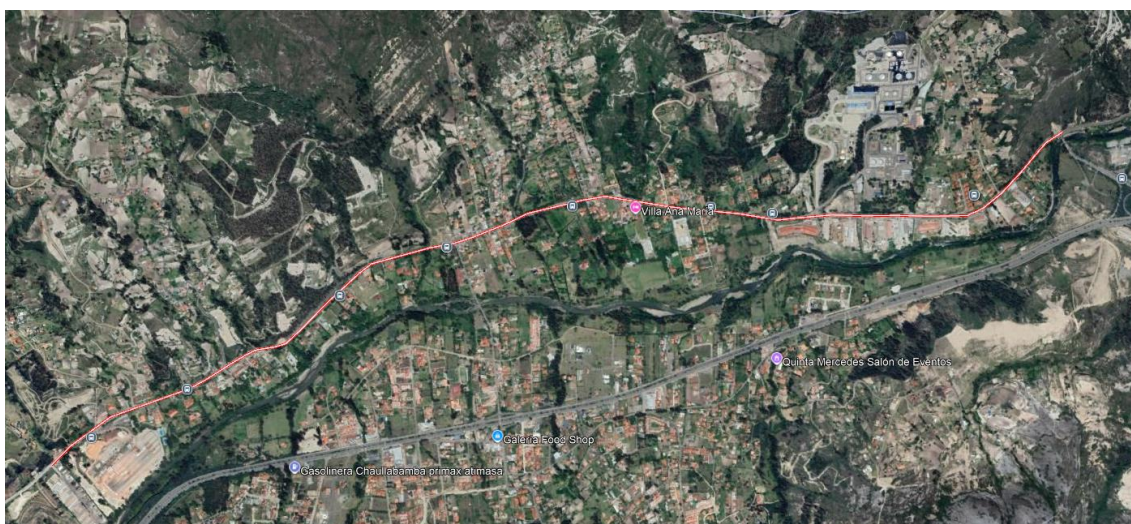 Villa Ana María
Quinta Mercedes Salón de Eventos
Galería Food Shop
Gasolinera Chaullabamba primax atimasa